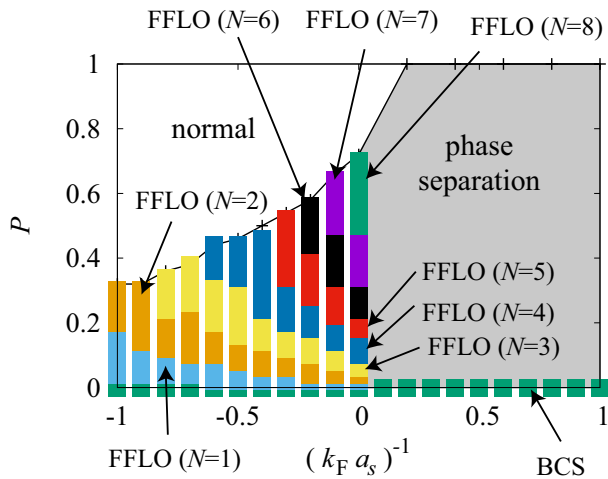 FFLO (N=6)
FFLO (N=7)
FFLO (N=8)
1
0.8
0.6
0.4
0.2
0
P
normal
phase
separation
FFLO (N=2)
FFLO (N=5)
FFLO (N=4)
FFLO (N=3)
-1
-0.5
0
0.5
1
FFLO (N=1)
( k_F a_s )^-1
BCS